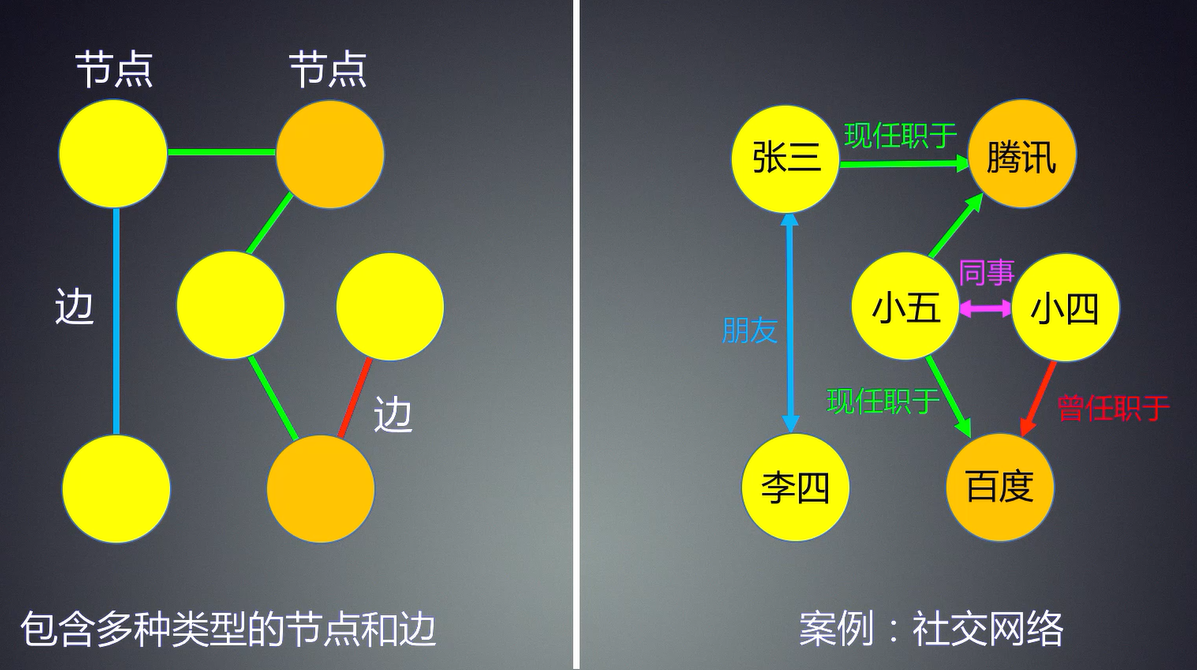 节点
节点
边
边
包含多种类型的节点和边
张三
现任职于
腾讯
小五
同事
小四
朋友
现任职于
曾任职于
李四
百度
案例：社交网络